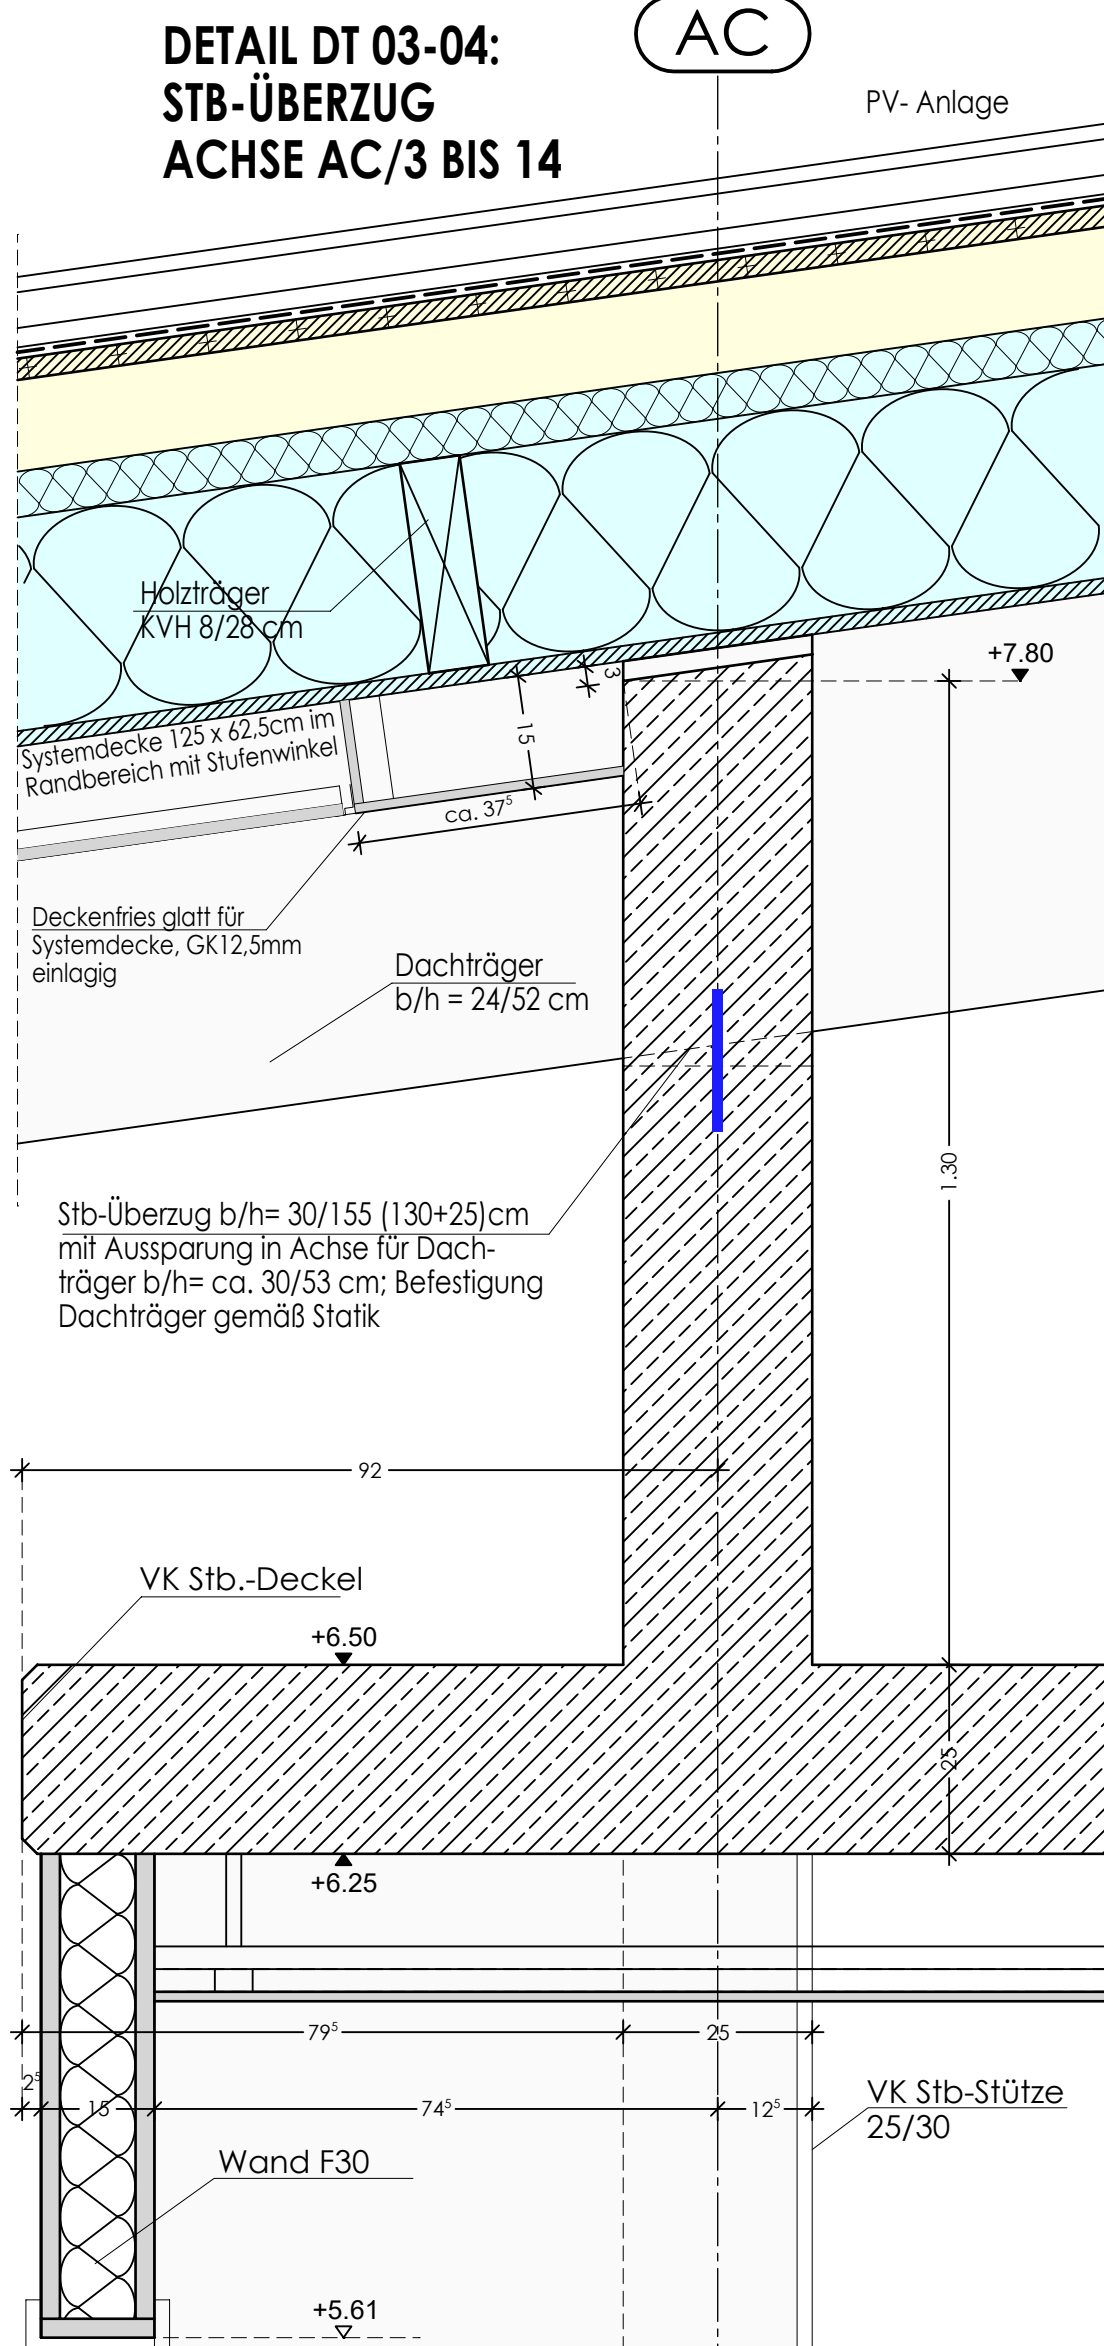 DETAIL DT 03-04:
STB-ÜBERZUG
ACHSE AC/3 BIS 14
AC
PV- Anlage
Holzträger
KVH 8/28 cm
+7.80
3
15
Systemdecke 125 x 62,5cm im
Randbereich mit Stufenwinkel
ca. 37⁵
Deckenfries glatt für
Systemdecke, GK12,5mm
einlagig
Dachträger
b/h = 24/52 cm
1.30
Stb-Überzug b/h= 30/155 (130+25)cm
mit Aussparung in Achse für Dach-
träger b/h= ca. 30/53 cm; Befestigung
Dachträger gemäß Statik
92
VK Stb.-Deckel
+6.50
25
+6.25
79⁵
25
2⁵
15
74⁵
12⁵
VK Stb-Stütze
25/30
Wand F30
+5.61